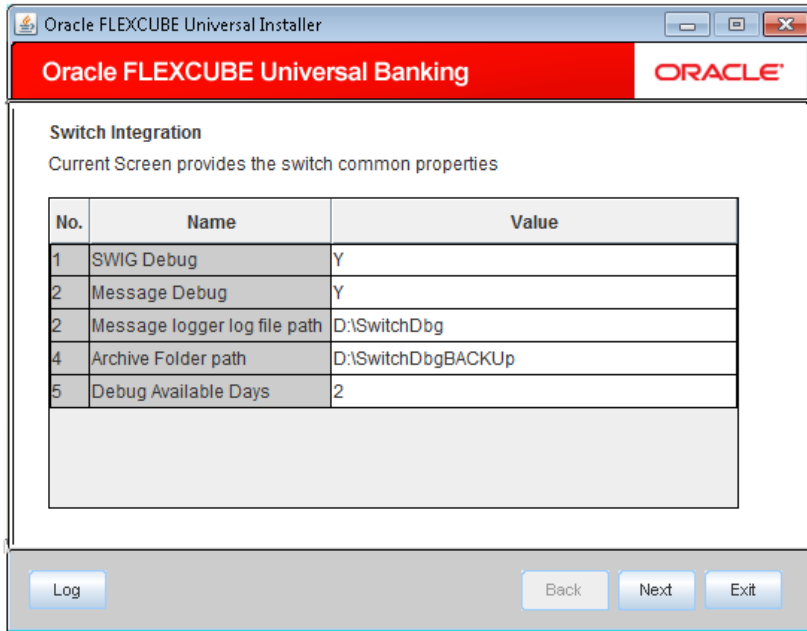 Oracle FLEXCUBE Universal Installer
Oracle FLEXCUBE Universal Banking ORACLE
Switch Integration
Current Screen provides the switch common properties
No. Name Value
1 SWIG Debug Y
2 Message Debug Y
2 Message logger log file path D:\SwitchDbg
4 Archive Folder path D:\SwitchDbgBACKUp
5 Debug Available Days 2
Log Back Next Exit